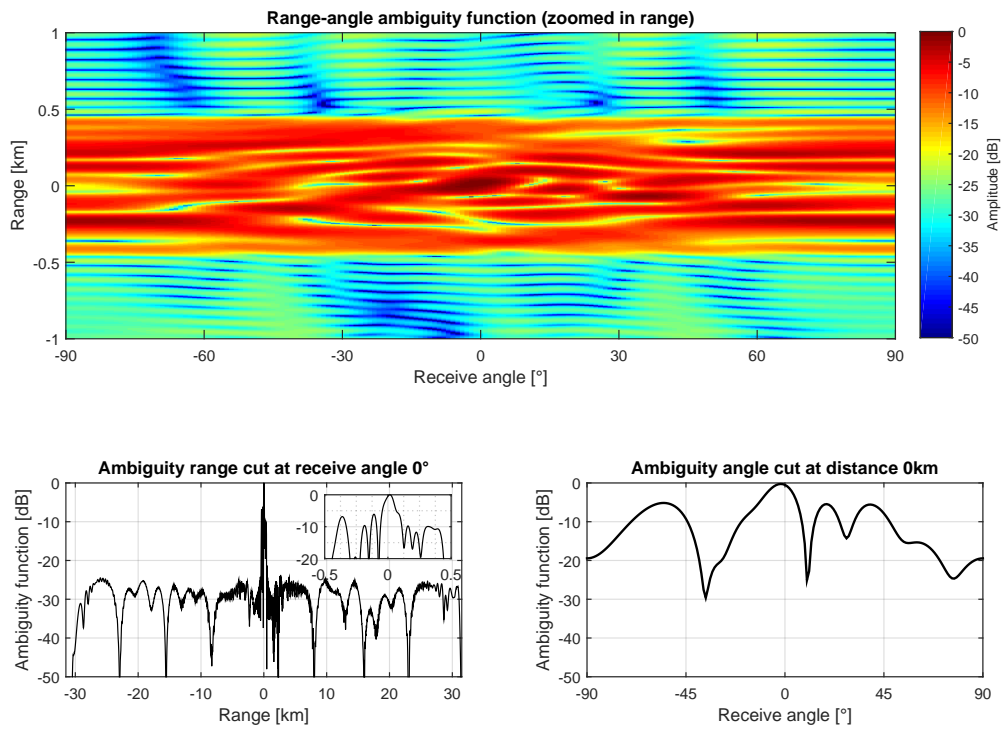 Range-angle ambiguity function (zoomed in range)
1
0.5
0
-0.5
-1
Range [km]
-90 -60 -30 0 30 60 90
Receive angle [°]
0
-5
-10
-15
-20
-25
-30
-35
-40
-45
-50
Amplitude [dB]
Ambiguity range cut at receive angle 0°
0
-10
-20
-30
-40
-50
Ambiguity function [dB]
-30 -20 -10 0 10 20 30
Range [km]
0
-10
-20
-0.5 0 0.5
Ambiguity angle cut at distance 0km
0
-10
-20
-30
-40
-50
Ambiguity function [dB]
-90 -45 0 45 90
Receive angle [°]